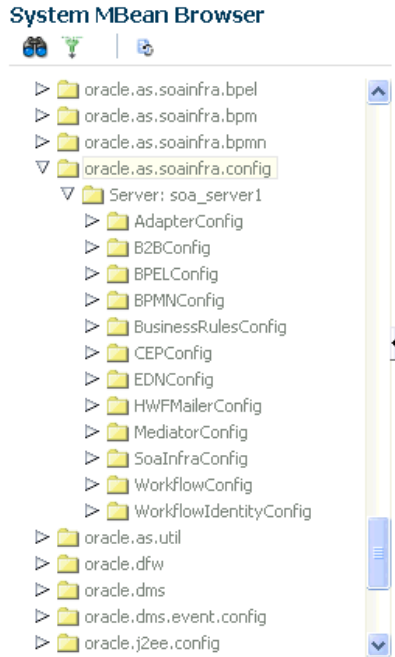 System MBean Browser
oracle.as.soainfra.bpel
oracle.as.soainfra.bpm
oracle.as.soainfra.bpmn
oracle.as.soainfra.config
Server: soa_server1
AdapterConfig
B2BConfig
BPELConfig
BPMNConfig
BusinessRulesConfig
CEPConfig
EDNConfig
HWFMailerConfig
MediatorConfig
SoaInfraConfig
WorkflowConfig
WorkflowIdentityConfig
oracle.as.util
oracle.dfw
oracle.dms
oracle.dms.event.config
oracle.j2ee.config